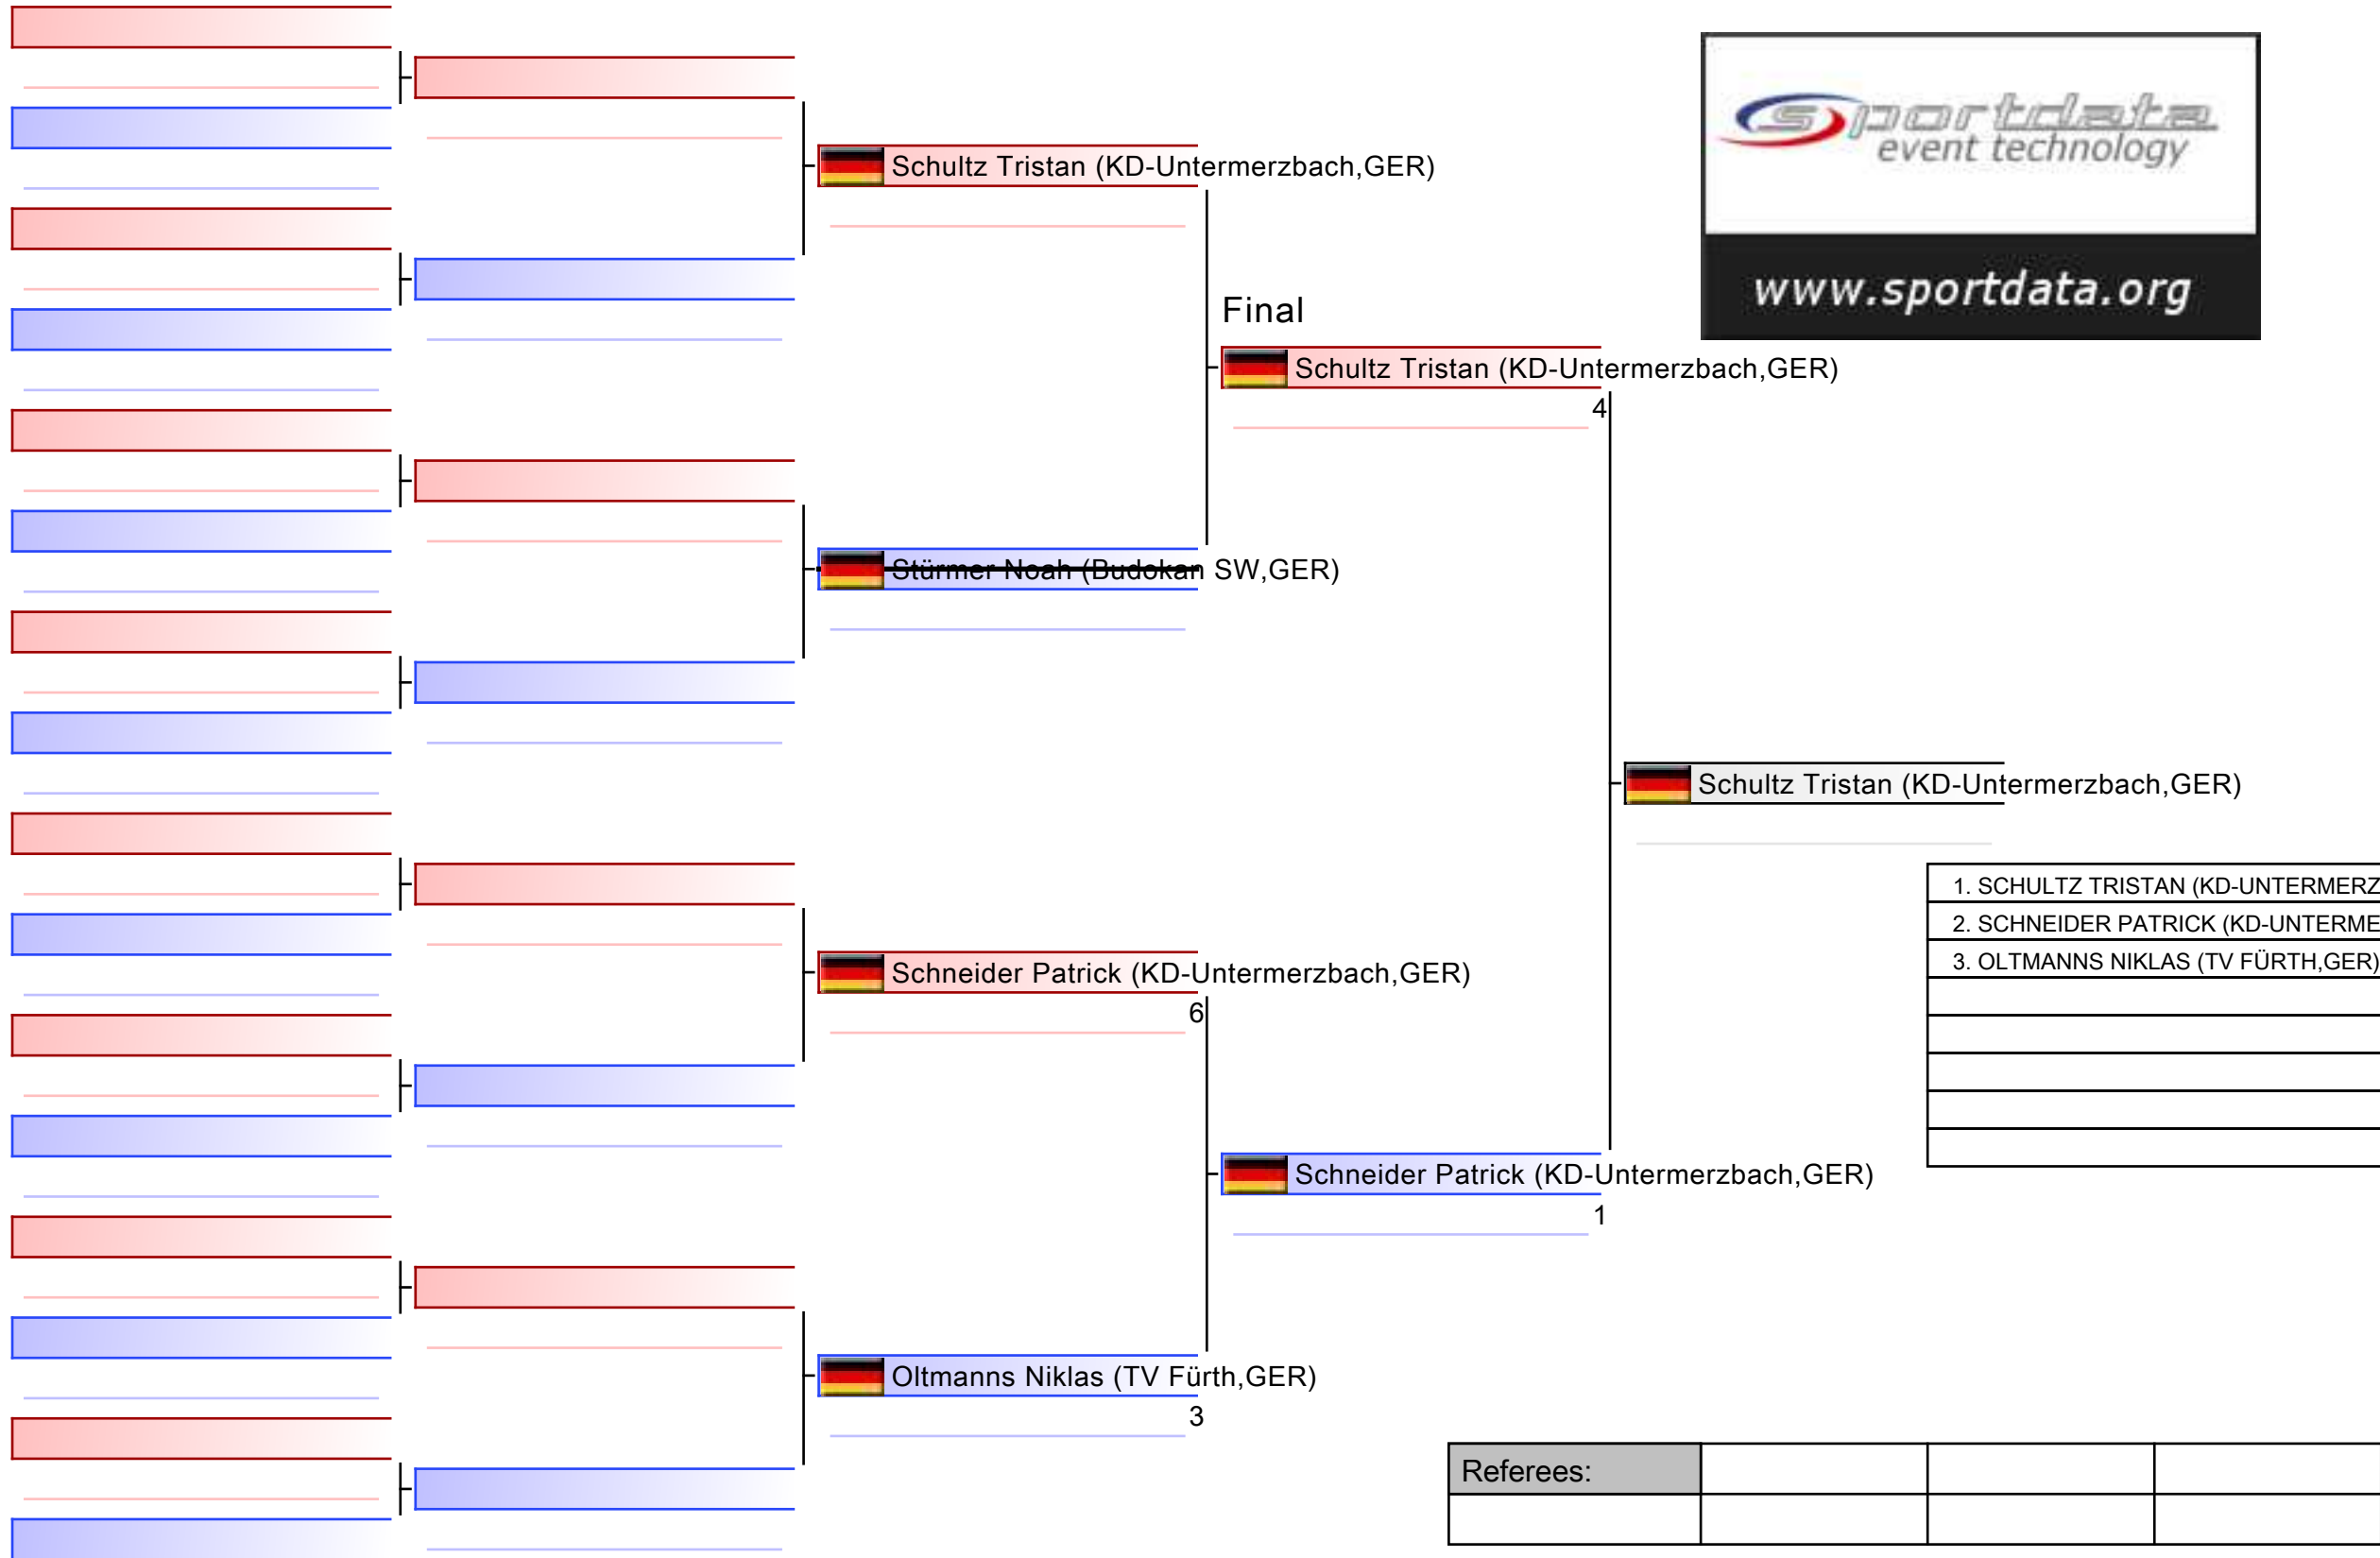 sportdata
event technology
www.sportdata.org
Schultz Tristan (KD-Untermerzbach,GER)
Final
Schultz Tristan (KD-Untermerzbach,GER)
4
Stürmer Noah (Budokan SW,GER)
Schultz Tristan (KD-Untermerzbach,GER)
1. SCHULTZ TRISTAN (KD-UNTERMERZ
2. SCHNEIDER PATRICK (KD-UNTERME
3. OLTMANNS NIKLAS (TV FÜRTH,GER)
Schneider Patrick (KD-Untermerzbach,GER)
6
Schneider Patrick (KD-Untermerzbach,GER)
1
Oltmanns Niklas (TV Fürth,GER)
3
Referees: